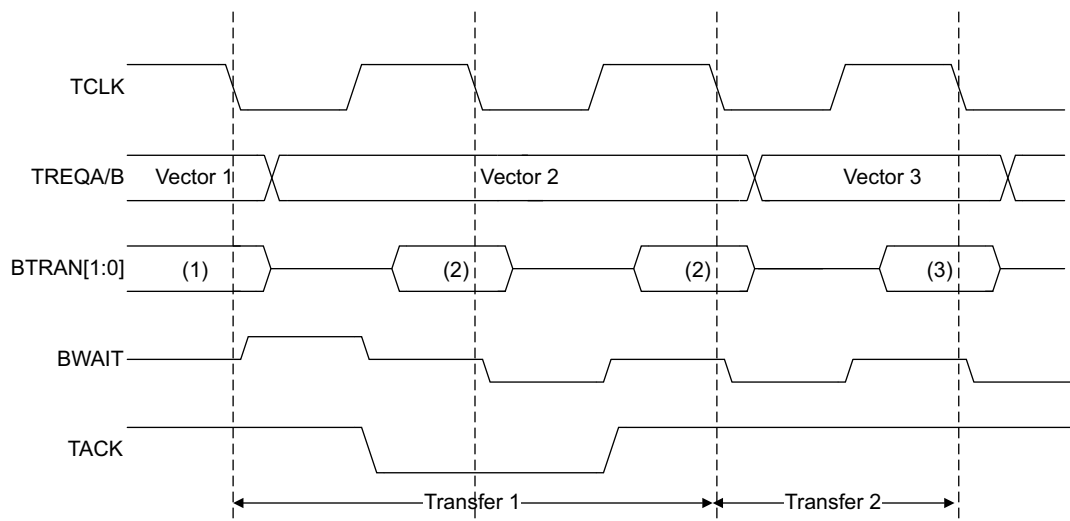 TCLK
TREQA/B Vector 1 Vector 2 Vector 3
BTRAN[1:0] (1) (2) (2) (3)
BWAIT
TACK
Transfer 1 Transfer 2